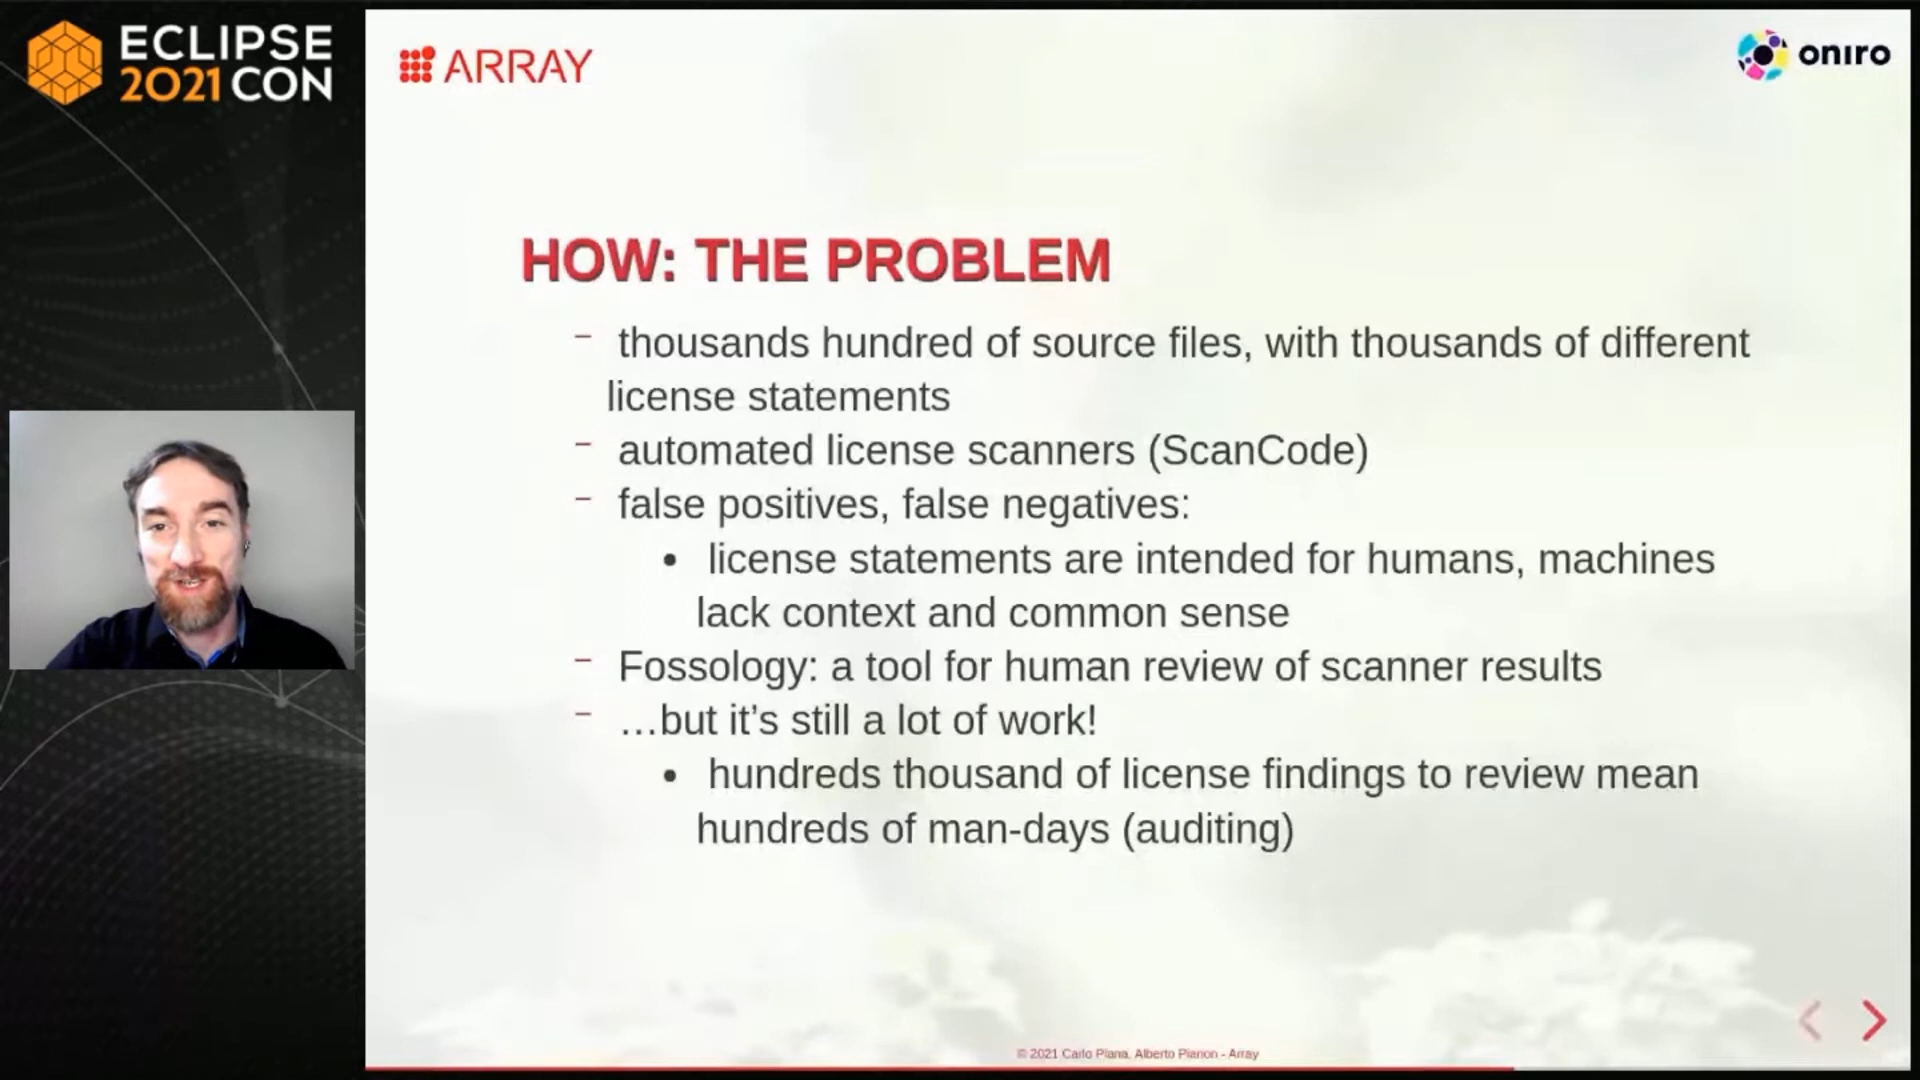 ECLIPSE
2021 CON
ARRAY
oniro
HOW: THE PROBLEM
– thousands hundred of source files, with thousands of different
license statements
– automated license scanners (ScanCode)
– false positives, false negatives:
• license statements are intended for humans, machines
lack context and common sense
– Fossology: a tool for human review of scanner results
– …but it's still a lot of work!
• hundreds thousand of license findings to review mean
hundreds of man-days (auditing)
© 2021 Carlo Piana, Alberto Pianon - Array